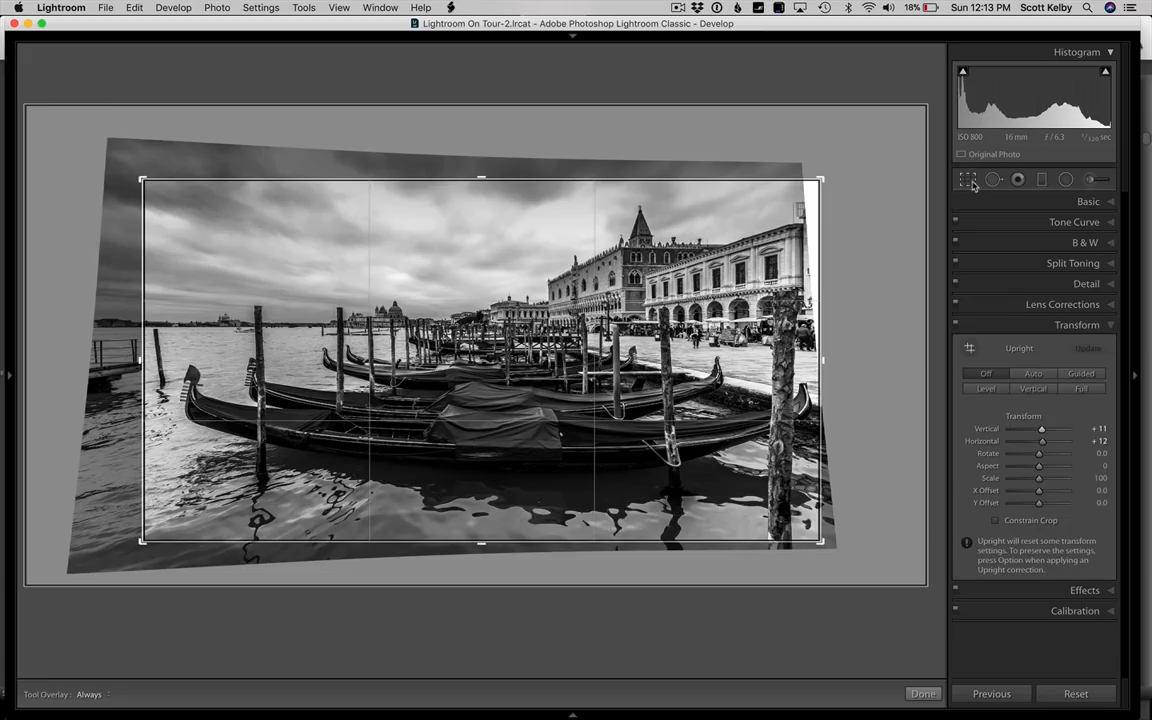 Lightroom File Edit Develop Photo Settings Tools View Window Help 18% Sun 12:13 PM Scott Kelby
Lightroom On Tour-2.lrcat - Adobe Photoshop Lightroom Classic - Develop
Histogram
ISO 800 16 mm ƒ / 6.3 1/320 sec
Original Photo
Basic
Tone Curve
B & W
Split Toning
Detail
Lens Corrections
Transform
Upright Update
Off Auto Guided
Level Vertical Full
Transform
Vertical + 11
Horizontal + 12
Rotate 0.0
Aspect 0
Scale 100
X Offset 0.0
Y Offset 0.0
Constrain Crop
Upright will reset some transform
settings. To preserve the settings,
press Option when applying an
Upright correction.
Effects
Calibration
Tool Overlay : Always Done Previous Reset